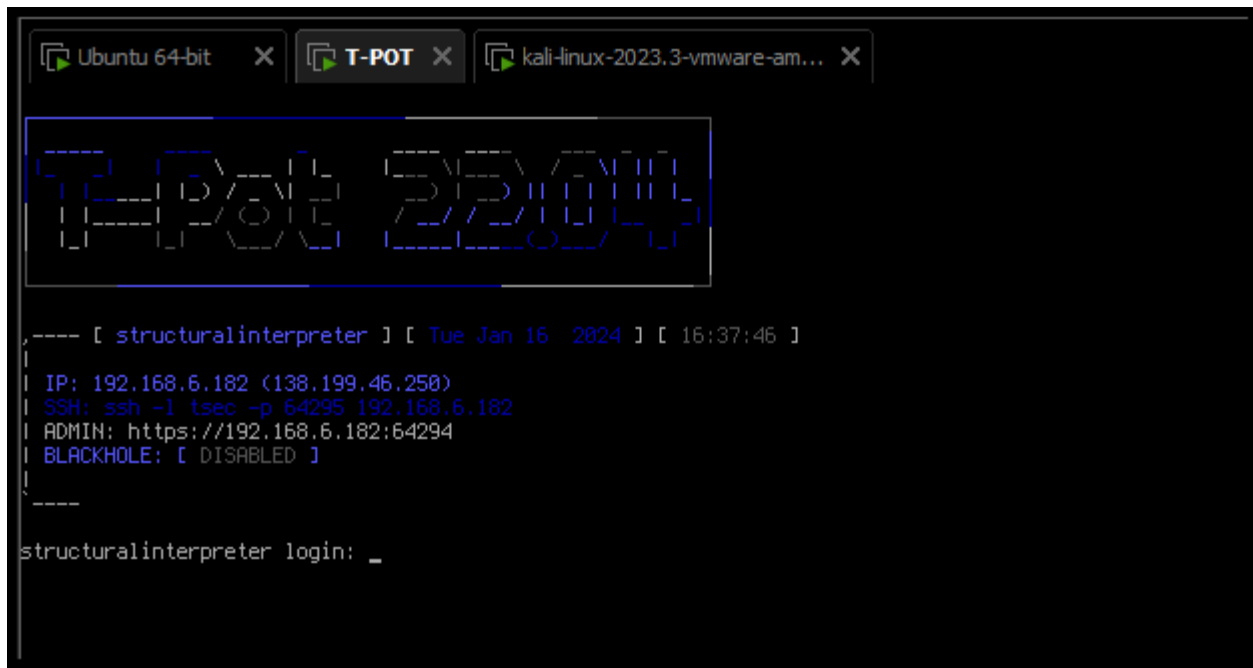 Ubuntu 64-bit
T-POT
kali-linux-2023.3-vmware-am...
T-Pot 22.04
,---- [ structuralinterpreter ] [ Tue Jan 16  2024 ] [ 16:37:46 ]
|
| IP: 192.168.6.182 (138.199.46.250)
| SSH: ssh -l tsec -p 64295 192.168.6.182
| ADMIN: https://192.168.6.182:64294
| BLACKHOLE: [ DISABLED ]
|
`----
structuralinterpreter login: _